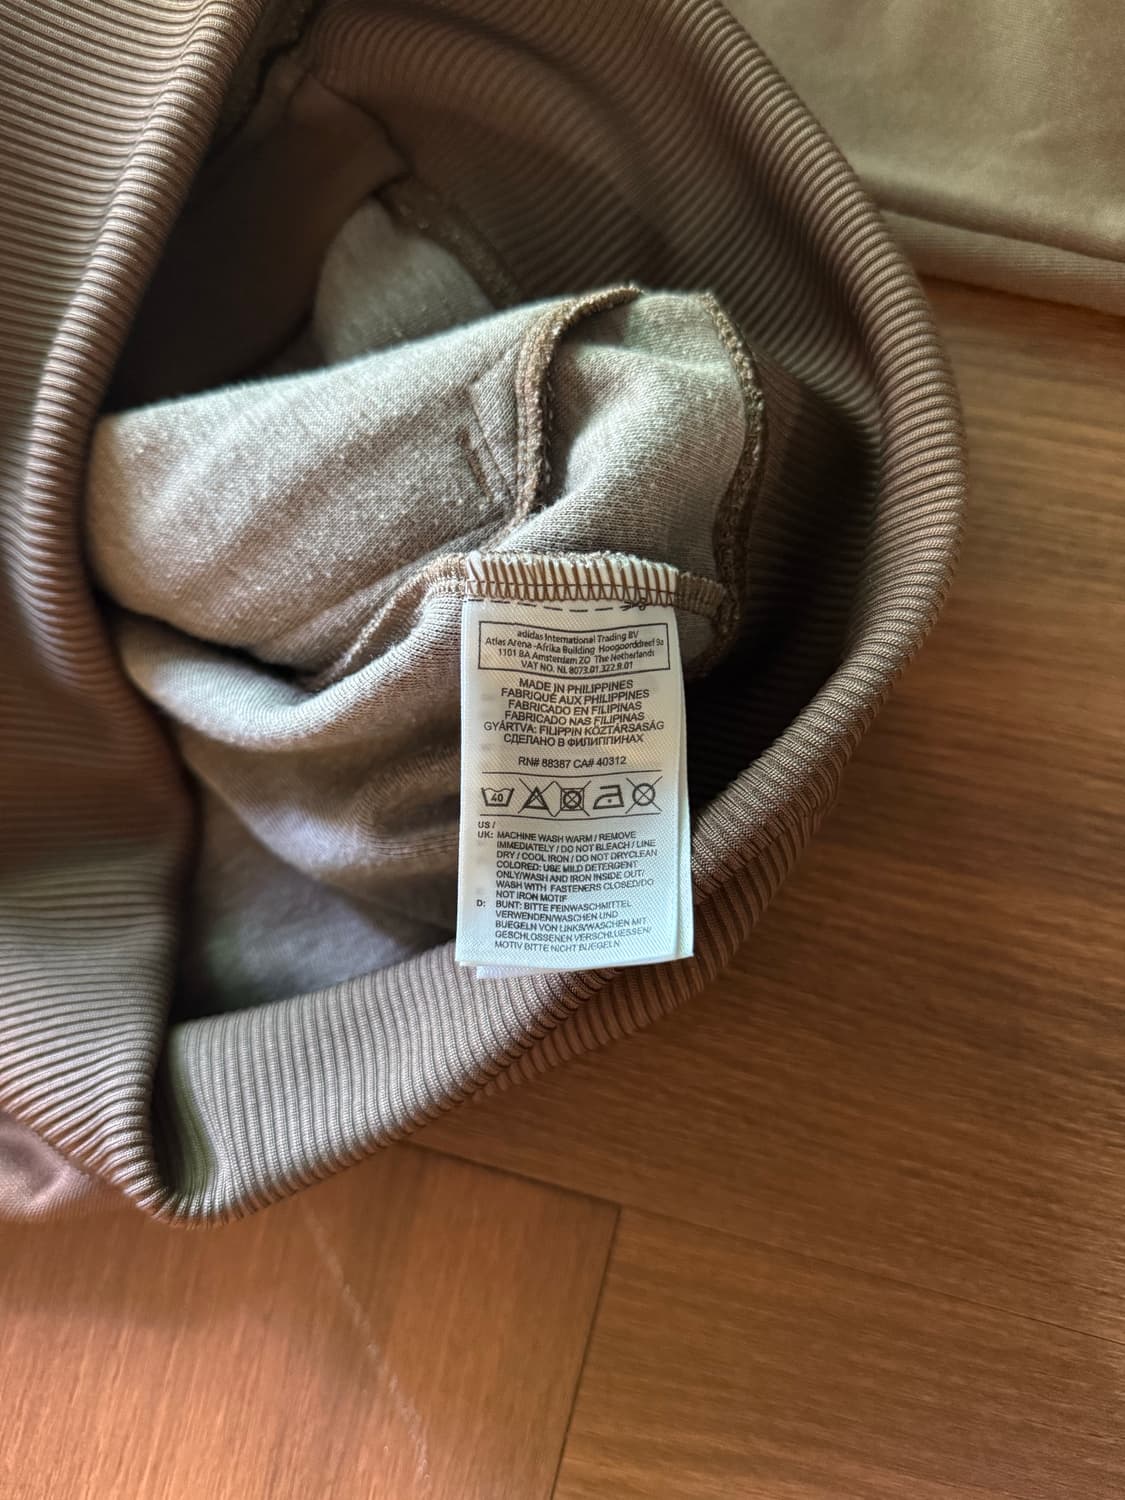 adidas International Trading BV
Atlas Arena -Afrika Building Hoogoorddreef 9a
1101 BA Amsterdam ZO The Netherlands
VAT NO. NL 8073.01.322.B.01
MADE IN PHILIPPINES
FABRIQUÉ AUX PHILIPPINES
FABRICADO EN FILIPINAS
FABRICADO NAS FILIPINAS
GYÁRTVA: FILIPPIN KÖZTÁRSASÁG
СДЕЛАНО В ФИЛИППИНАХ
RN# 88387 CA# 40312
40
US /
UK: MACHINE WASH WARM / REMOVE
IMMEDIATELY / DO NOT BLEACH / LINE
DRY / COOL IRON / DO NOT DRYCLEAN
COLORED: USE MILD DETERGENT
ONLY/WASH AND IRON INSIDE OUT/
WASH WITH FASTENERS CLOSED/DO
NOT IRON MOTIF
D: BUNT: BITTE FEINWASCHMITTEL
VERWENDEN/WASCHEN UND
BUEGELN VON LINKS/WASCHEN MIT
GESCHLOSSENEN VERSCHLUESSEN/
MOTIV BITTE NICHT BUEGELN